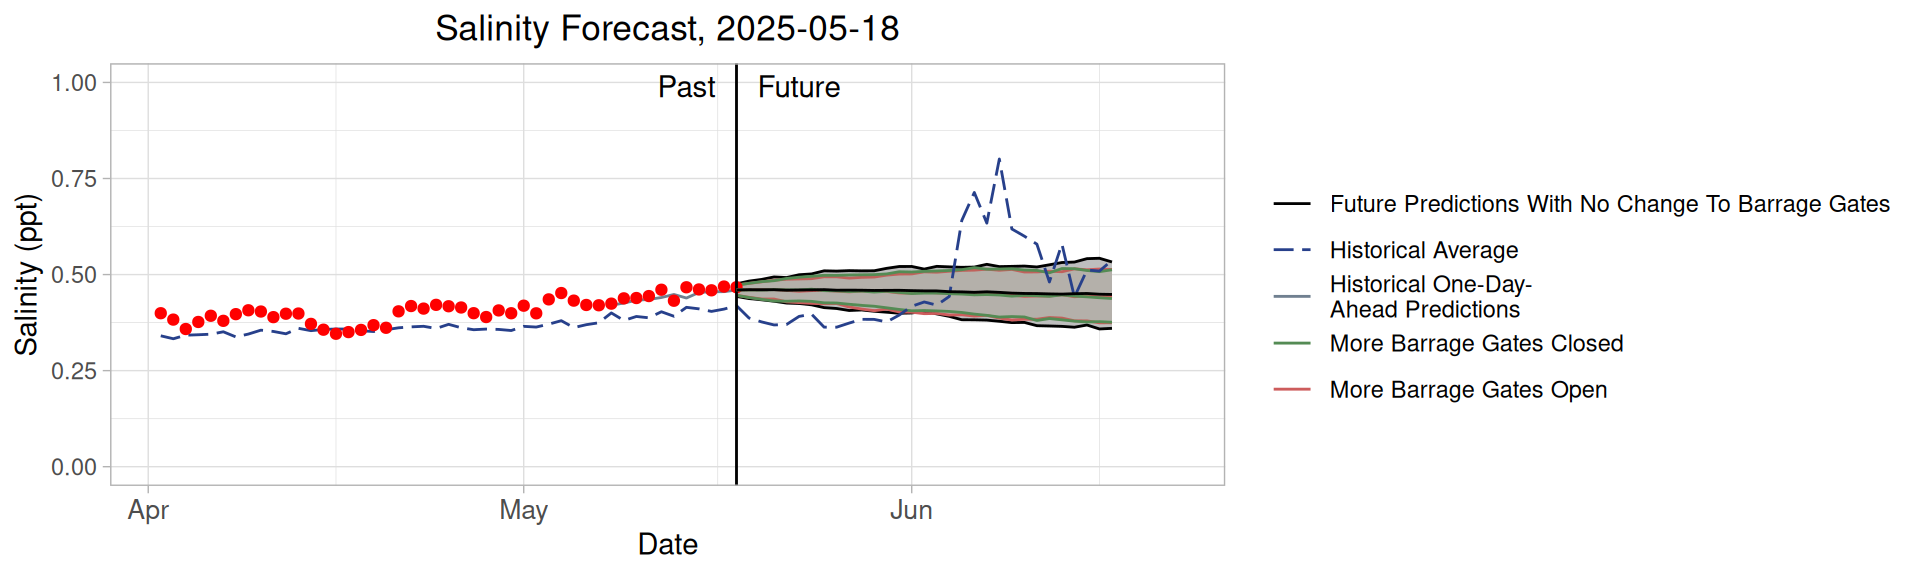 Salinity Forecast, 2025-05-18
Past
Future
1.00
0.75
0.50
0.25
0.00
Salinity (ppt)
Apr
May
Jun
Date
Future Predictions With No Change To Barrage Gates
Historical Average
Historical One-Day-
Ahead Predictions
More Barrage Gates Closed
More Barrage Gates Open